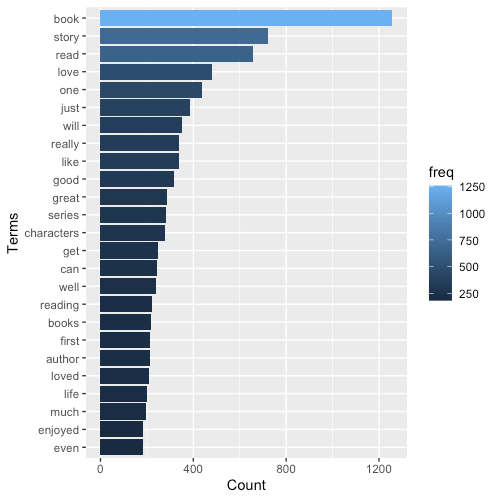 book
story
read
love
one
just
will
really
like
good
great
series
characters
get
can
well
reading
books
first
author
loved
life
much
enjoyed
even
Terms
0 400 800 1200
Count
freq
1250
1000
750
500
250